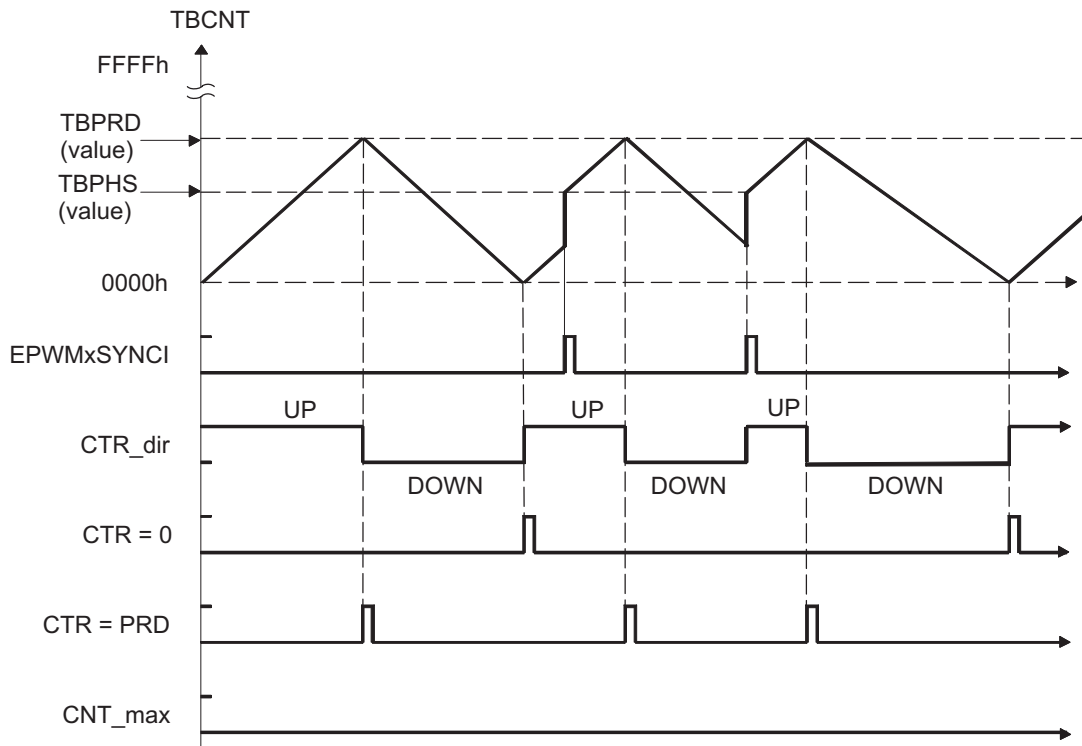 TBCNT
FFFFh
TBPRD
(value)
TBPHS
(value)
0000h
EPWMxSYNCI
UP
UP
UP
CTR_dir
DOWN
DOWN
DOWN
CTR = 0
CTR = PRD
CNT_max